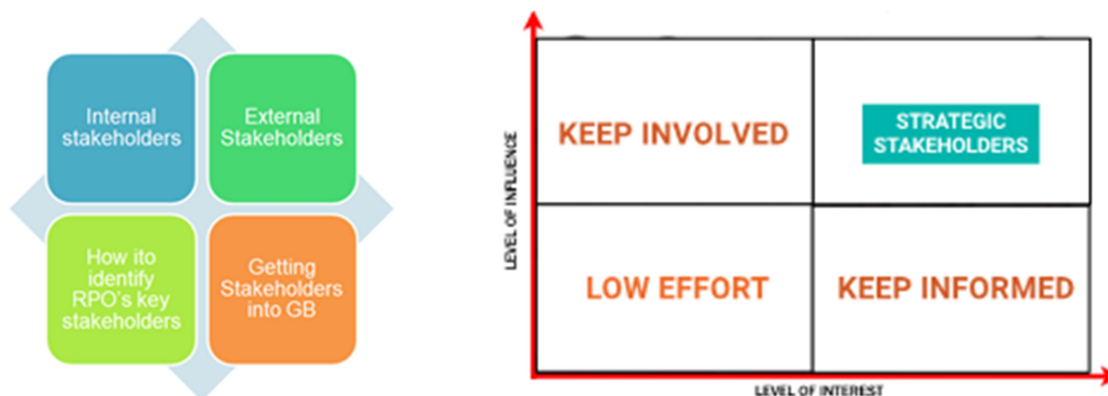 Internal
stakeholders
External
Stakeholders
How ito
identify
RPO's key
stakeholders
Getting
Stakeholders
into GB
LEVEL OF INFLUENCE
KEEP INVOLVED
STRATEGIC
STAKEHOLDERS
LOW EFFORT
KEEP INFORMED
LEVEL OF INTEREST